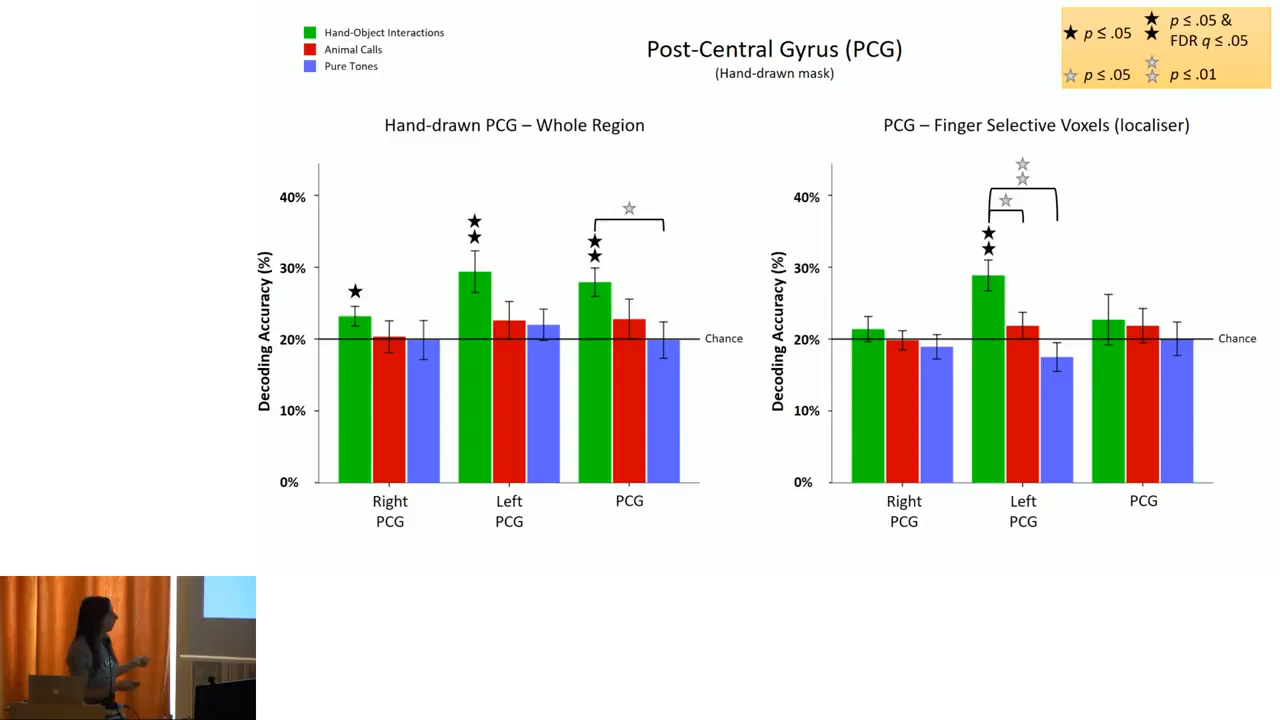 Hand-Object Interactions
Animal Calls
Pure Tones
Post-Central Gyrus (PCG)
(Hand-drawn mask)
p ≤ .05
p ≤ .05 &
FDR q ≤ .05
p ≤ .05
p ≤ .01
Hand-drawn PCG – Whole Region
Decoding Accuracy (%)
40%
30%
20%
10%
0%
Chance
Right
PCG
Left
PCG
PCG
PCG – Finger Selective Voxels (localiser)
Decoding Accuracy (%)
40%
30%
20%
10%
0%
Chance
Right
PCG
Left
PCG
PCG